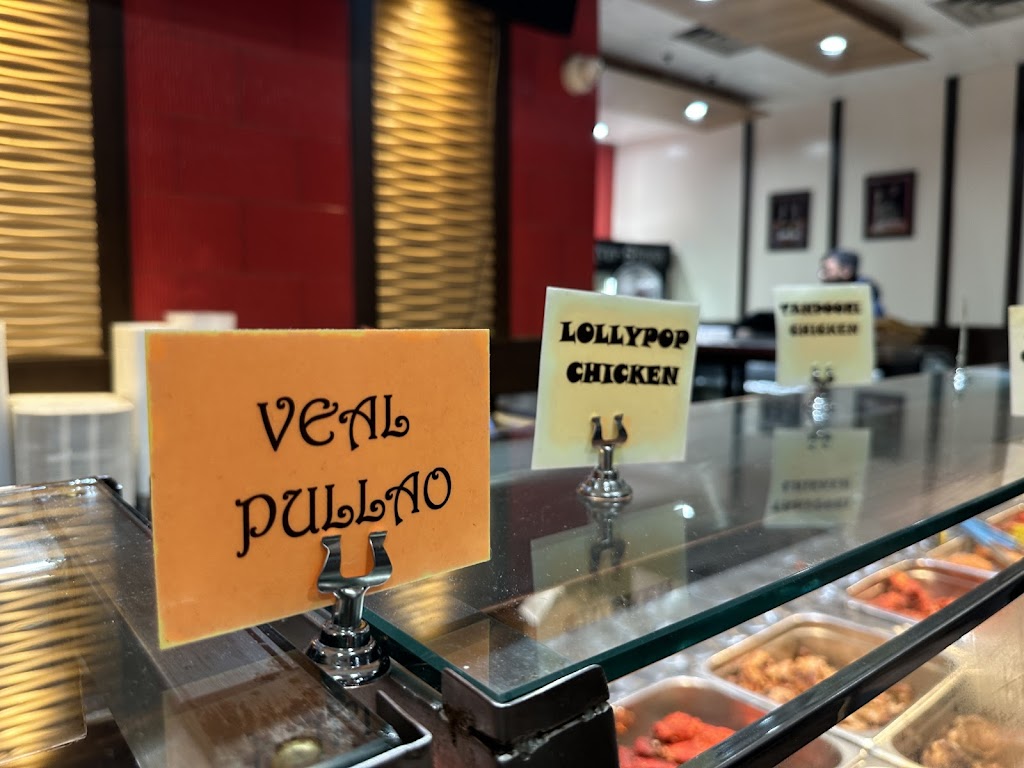 VEAL
PULLAO
LOLLYPOP
CHICKEN
TANDOORI
CHICKEN